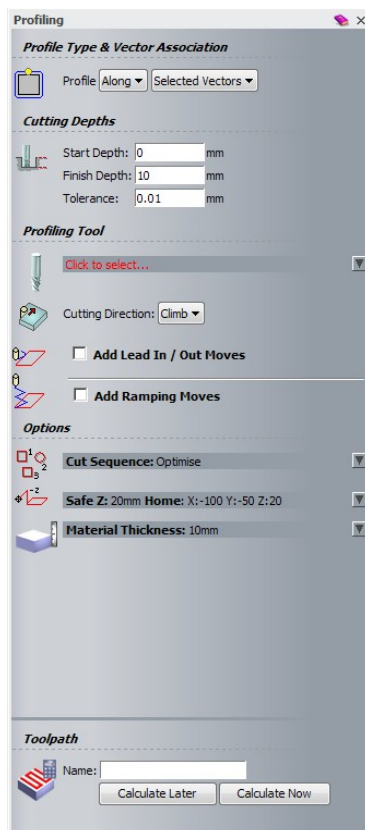 Profiling
Profile Type & Vector Association
Profile Along Selected Vectors
Cutting Depths
Start Depth: 0 mm
Finish Depth: 10 mm
Tolerance: 0.01 mm
Profiling Tool
Click to select...
Cutting Direction: Climb
Add Lead In / Out Moves
Add Ramping Moves
Options
Cut Sequence: Optimise
Safe Z: 20mm Home: X:-100 Y:-50 Z:20
Material Thickness: 10mm
Toolpath
Name:
Calculate Later Calculate Now